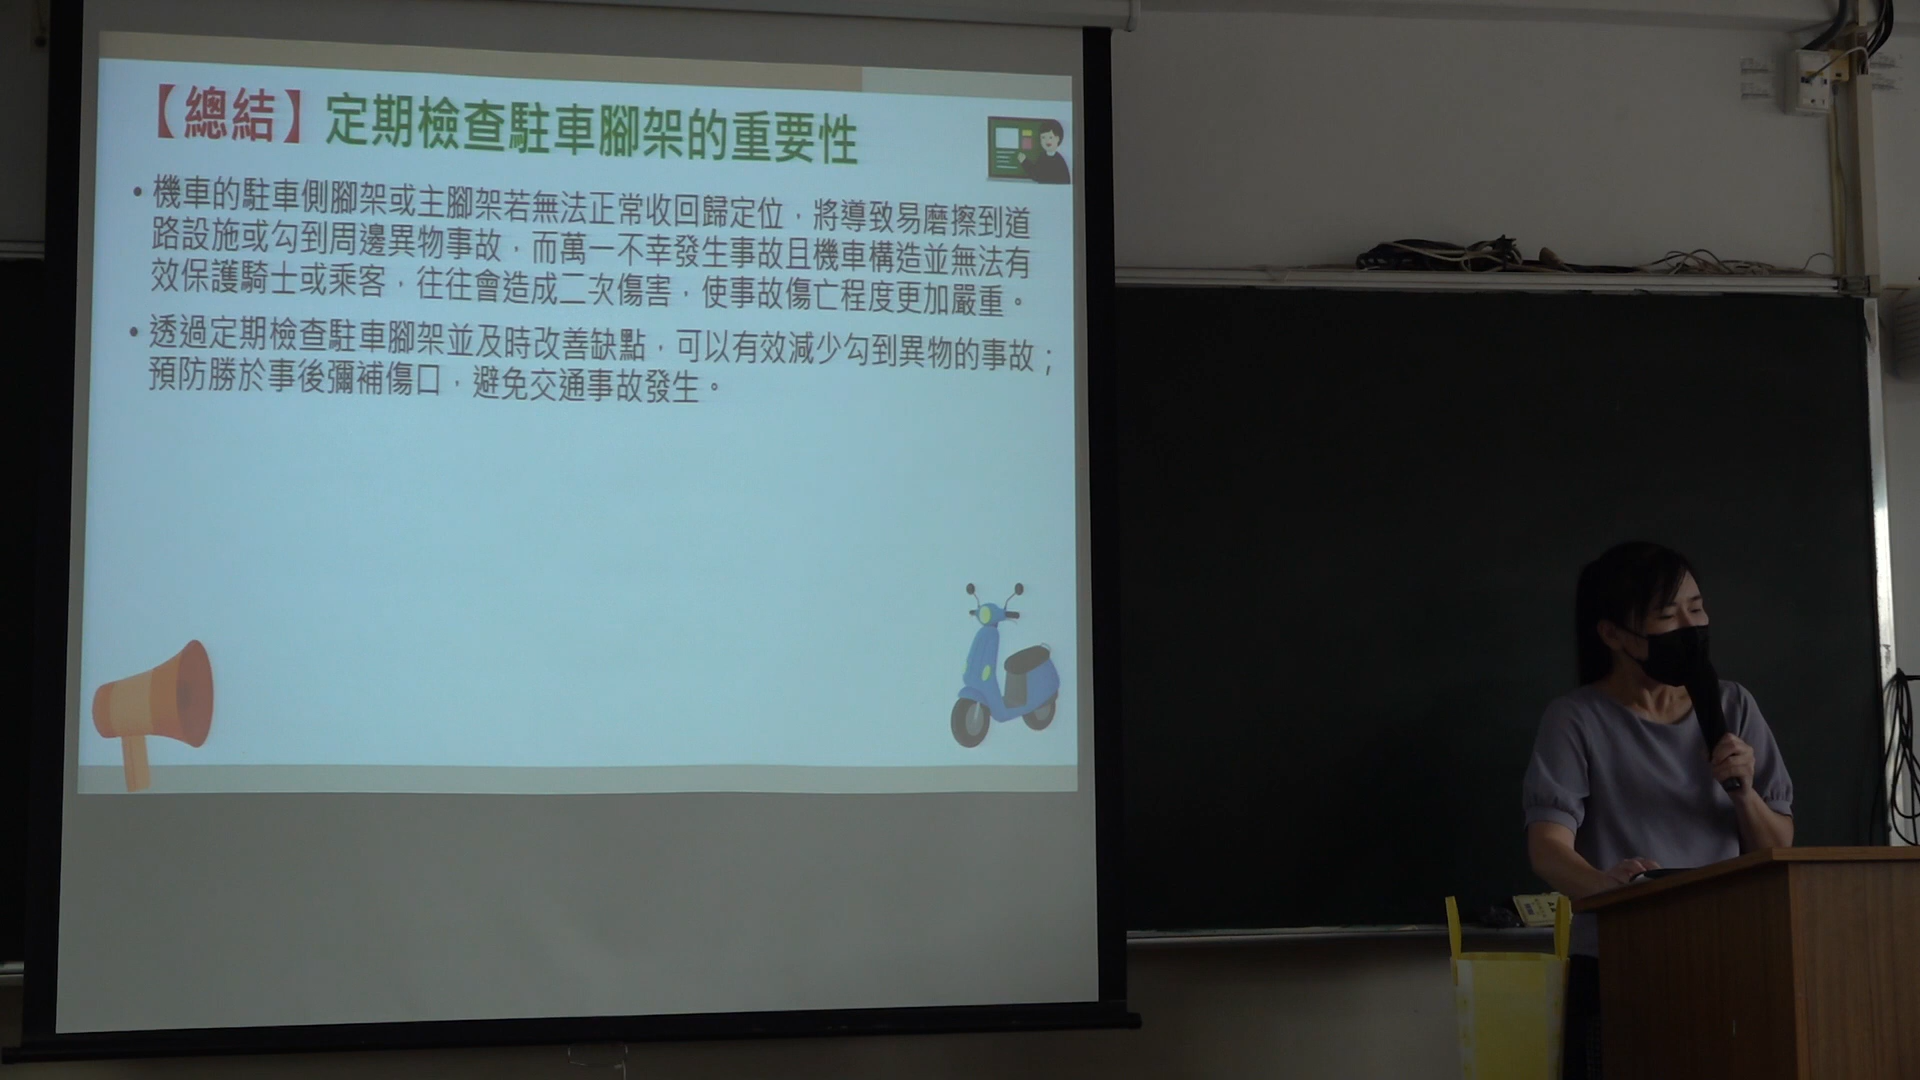 【總結】定期檢查駐車腳架的重要性
• 機車的駐車側腳架或主腳架若無法正常收回歸定位，將導致易磨擦到道
路設施或勾到周邊異物事故，而萬一不幸發生事故且機車構造並無法有
效保護騎士或乘客，往往會造成二次傷害，使事故傷亡程度更加嚴重。
• 透過定期檢查駐車腳架並及時改善缺點，可以有效減少勾到異物的事故；
預防勝於事後彌補傷口，避免交通事故發生。